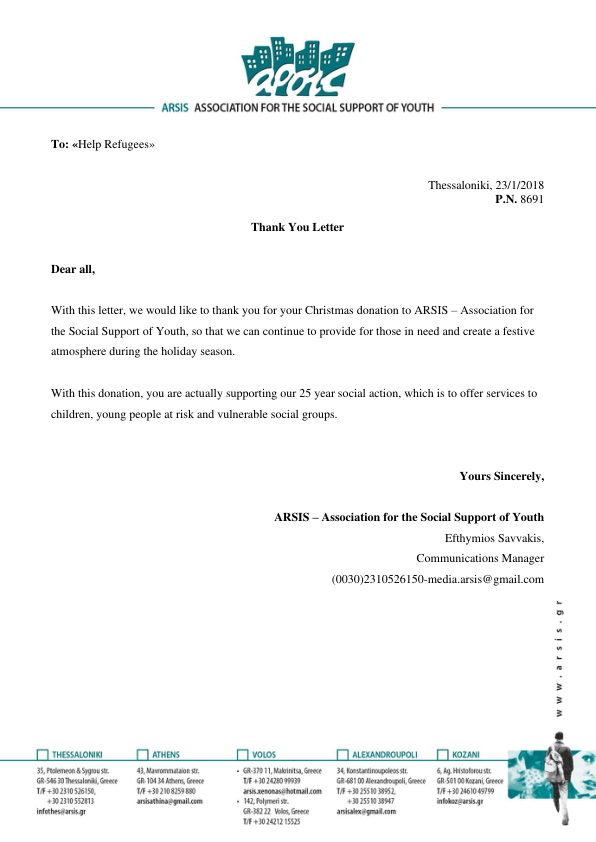 άρσις
ARSIS ASSOCIATION FOR THE SOCIAL SUPPORT OF YOUTH
To: «Help Refugees»
Thessaloniki, 23/1/2018
P.N. 8691
Thank You Letter
Dear all,
With this letter, we would like to thank you for your Christmas donation to ARSIS – Association for
the Social Support of Youth, so that we can continue to provide for those in need and create a festive
atmosphere during the holiday season.
With this donation, you are actually supporting our 25 year social action, which is to offer services to
children, young people at risk and vulnerable social groups.
Yours Sincerely,
ARSIS – Association for the Social Support of Youth
Efthymios Savvakis,
Communications Manager
(0030)2310526150-media.arsis@gmail.com
www.arsis.gr
THESSALONIKI
35, Ptolemeon & Sygrou str.
GR-546 30 Thessaloniki, Greece
T/F +30 2310 526150,
+30 2310 552813
infothes@arsis.gr
ATHENS
43, Mavrommataion str.
GR-104 34 Athens, Greece
T/F +30 210 8259 880
arsisathina@gmail.com
VOLOS
• GR-370 11, Makrinitsa, Greece
T/F +30 24280 99939
arsis.xenonas@hotmail.com
• 142, Polymeri str.
GR-382 22 Volos, Greece
T/F +30 24212 15525
ALEXANDROUPOLI
34, Konstantinoupoleos str.
GR-681 00 Alexandroupoli, Greece
T/F +30 25510 38952,
+30 25510 38947
arsisalex@gmail.com
KOZANI
6, Ag. Hristoforou str.
GR-501 00 Kozani, Greece
T/F +30 24610 49799
infokoz@arsis.gr